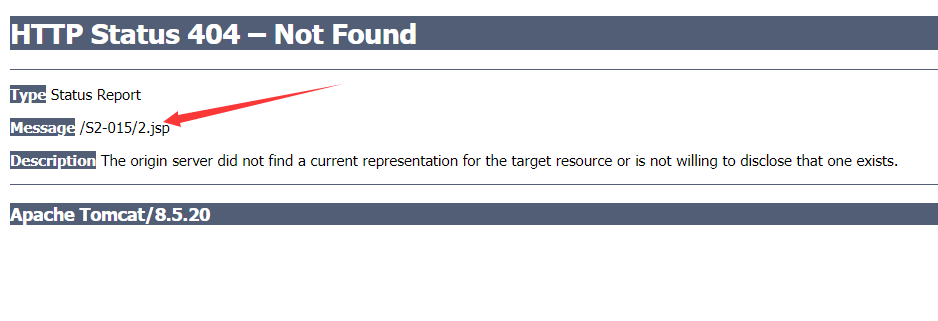 HTTP Status 404 – Not Found
Type Status Report
Message /S2-015/2.jsp
Description The origin server did not find a current representation for the target resource or is not willing to disclose that one exists.
Apache Tomcat/8.5.20